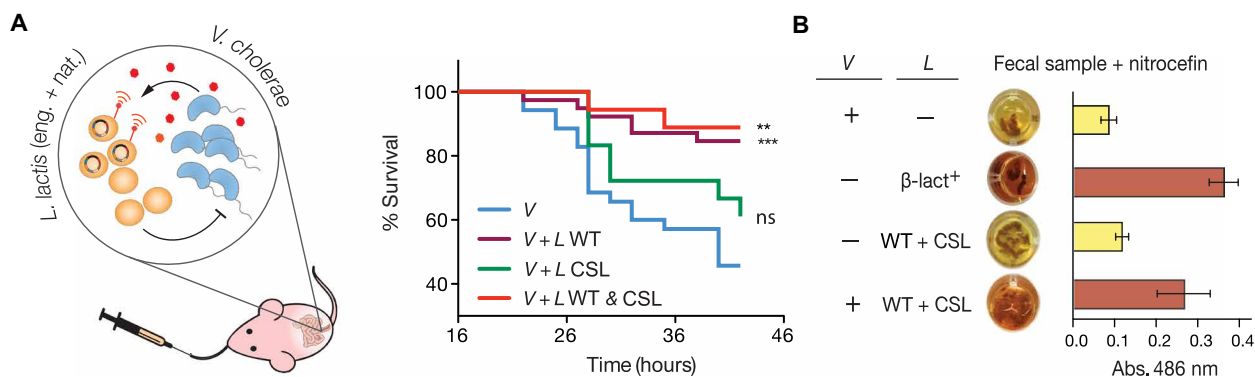 A
L. lactis (eng. + nat.)
V. cholerae
% Survival
100
80
60
40
V
V + L WT
V + L CSL
V + L WT & CSL
**
***
ns
16
26
36
46
Time (hours)
B
V
L
Fecal sample + nitrocefin
+
–
–
β-lact⁺
–
WT + CSL
+
WT + CSL
0.0
0.1
0.2
0.3
0.4
Abs. 486 nm